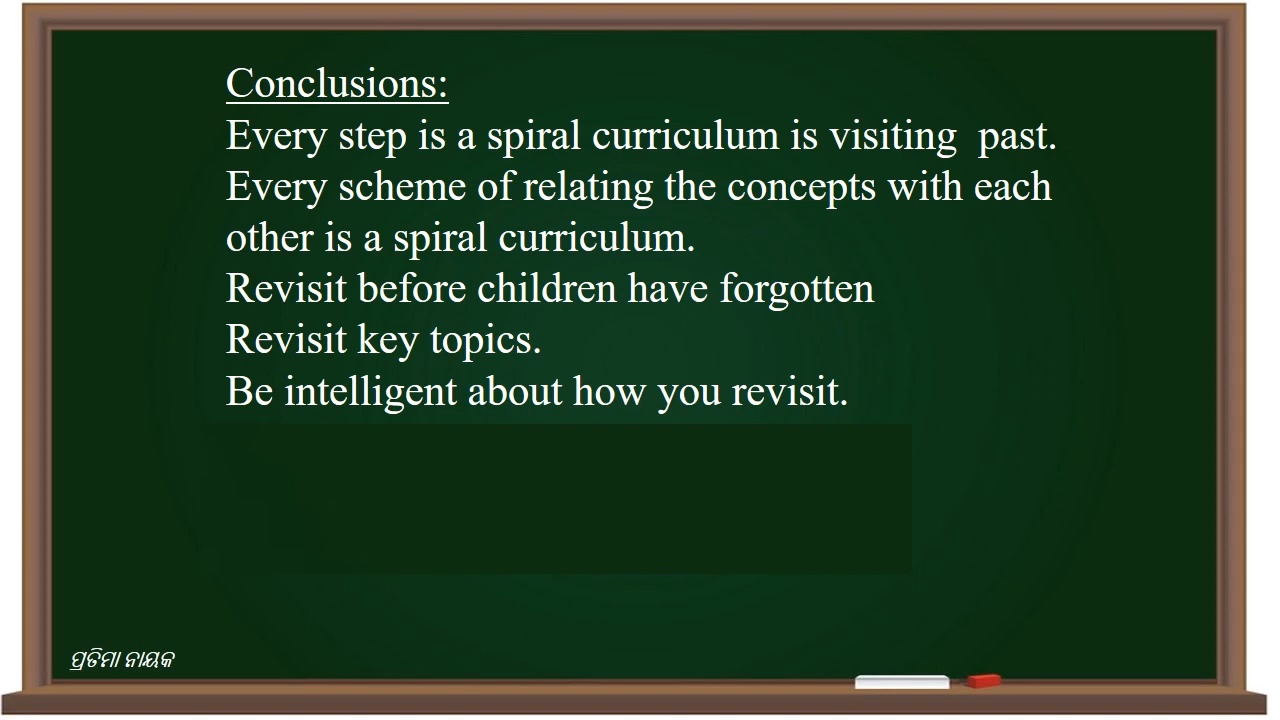 Conclusions:
Every step is a spiral curriculum is visiting  past.
Every scheme of relating the concepts with each
other is a spiral curriculum.
Revisit before children have forgotten
Revisit key topics.
Be intelligent about how you revisit.
ପ୍ରତିମା ନାୟକ